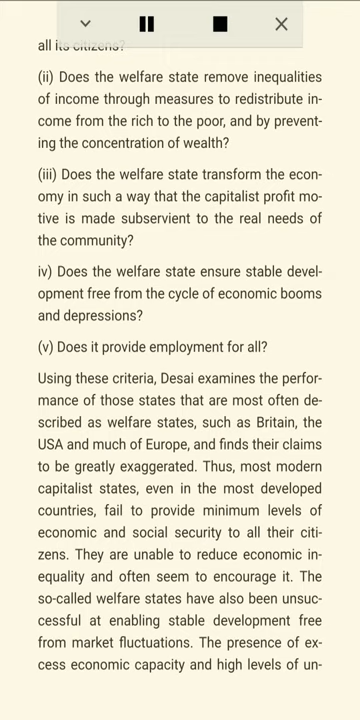 all its citizens?
(ii) Does the welfare state remove inequalities
of income through measures to redistribute in-
come from the rich to the poor, and by prevent-
ing the concentration of wealth?
(iii) Does the welfare state transform the econ-
omy in such a way that the capitalist profit mo-
tive is made subservient to the real needs of
the community?
iv) Does the welfare state ensure stable devel-
opment free from the cycle of economic booms
and depressions?
(v) Does it provide employment for all?
Using these criteria, Desai examines the perfor-
mance of those states that are most often de-
scribed as welfare states, such as Britain, the
USA and much of Europe, and finds their claims
to be greatly exaggerated. Thus, most modern
capitalist states, even in the most developed
countries, fail to provide minimum levels of
economic and social security to all their citi-
zens. They are unable to reduce economic in-
equality and often seem to encourage it. The
so-called welfare states have also been unsuc-
cessful at enabling stable development free
from market fluctuations. The presence of ex-
cess economic capacity and high levels of un-